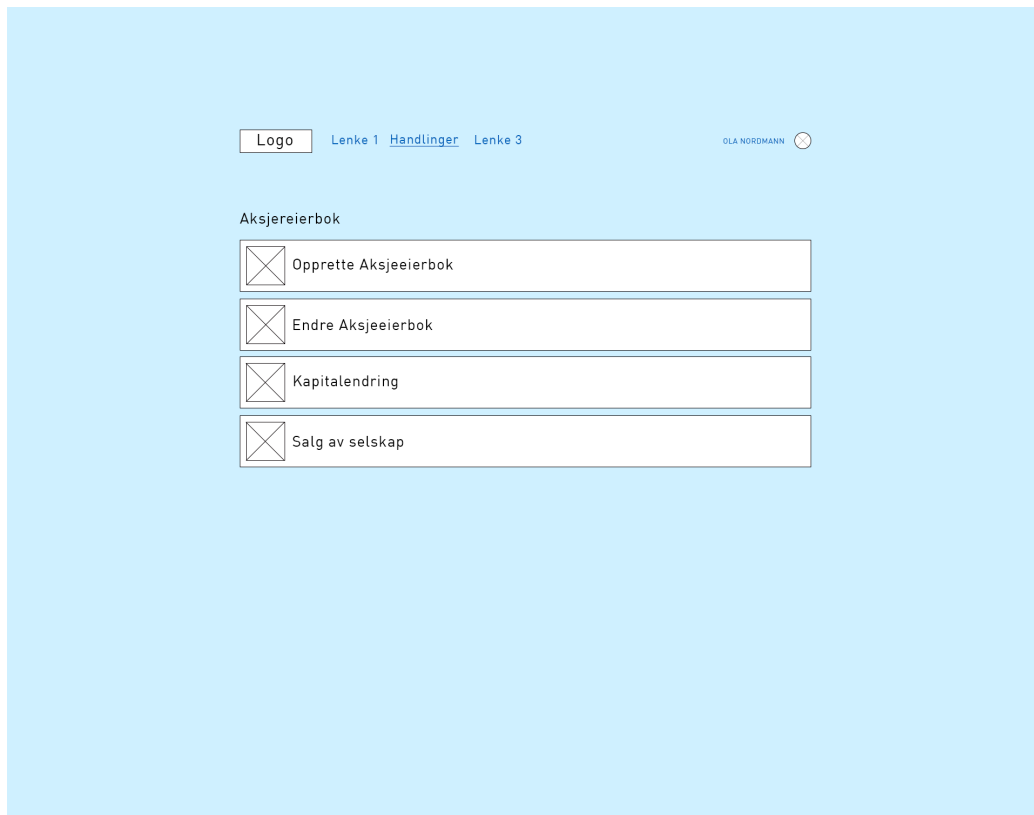 Logo
Lenke 1 Handlinger Lenke 3
OLA NORDMANN
Aksjereierbok
Opprette Aksjeeierbok
Endre Aksjeeierbok
Kapitalendring
Salg av selskap